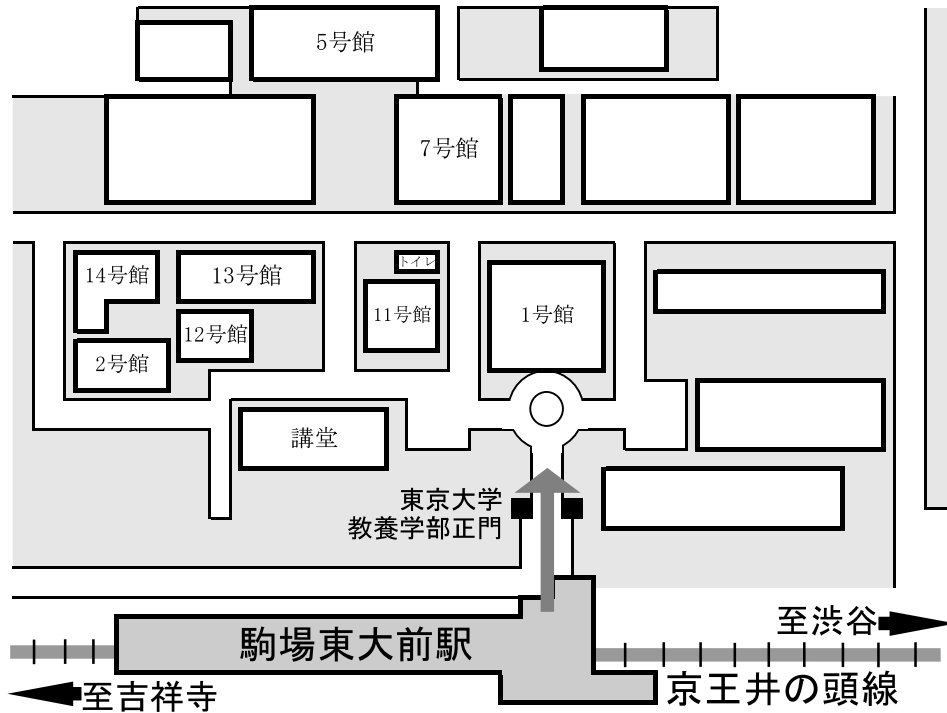 5号館
7号館
14号館
13号館
トイレ
11号館
1号館
12号館
2号館
講堂
東京大学
教養学部正門
至渋谷
駒場東大前駅
京王井の頭線
至吉祥寺